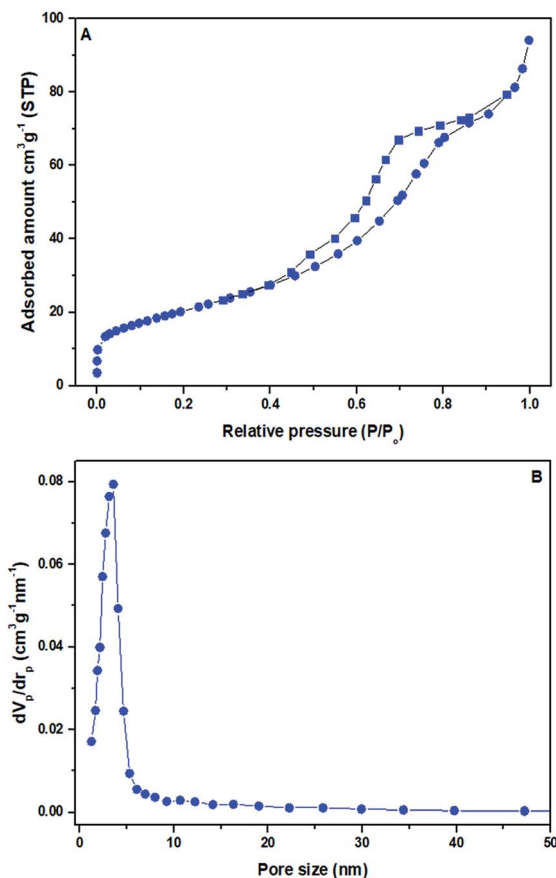 A
100
80
60
40
20
0
Adsorbed amount cm³g⁻¹ (STP)
0.0 0.2 0.4 0.6 0.8 1.0
Relative pressure (P/Pₒ)
B
0.08
0.06
0.04
0.02
0.00
dVₚ/drₚ (cm³g⁻¹nm⁻¹)
0 10 20 30 40 50
Pore size (nm)